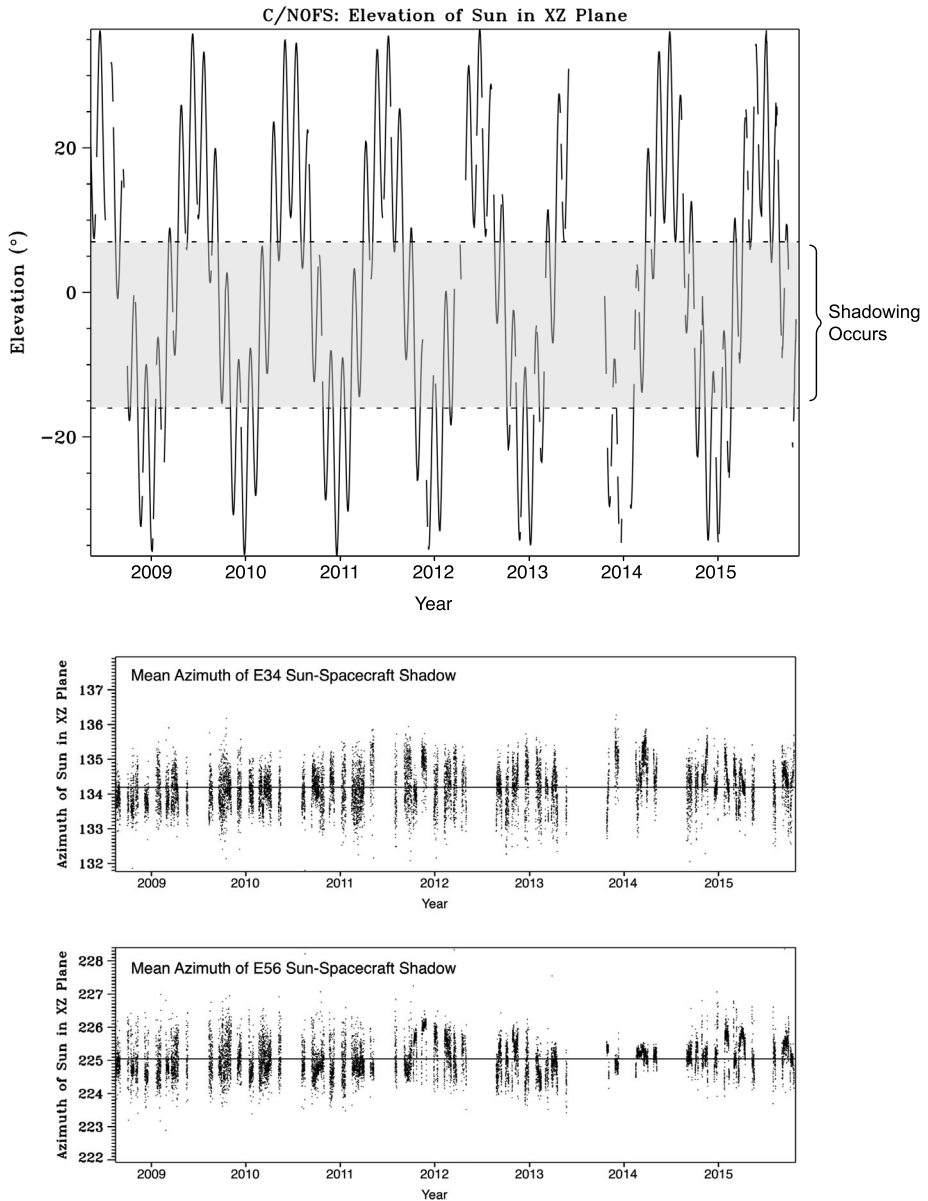 C/NOFS: Elevation of Sun in XZ Plane
Elevation (°)
20
0
−20
Shadowing
Occurs
2009 2010 2011 2012 2013 2014 2015
Year
Mean Azimuth of E34 Sun-Spacecraft Shadow
Azimuth of Sun in XZ Plane
137
136
135
134
133
132
2009 2010 2011 2012 2013 2014 2015
Year
Mean Azimuth of E56 Sun-Spacecraft Shadow
Azimuth of Sun in XZ Plane
228
227
226
225
224
223
222
2009 2010 2011 2012 2013 2014 2015
Year